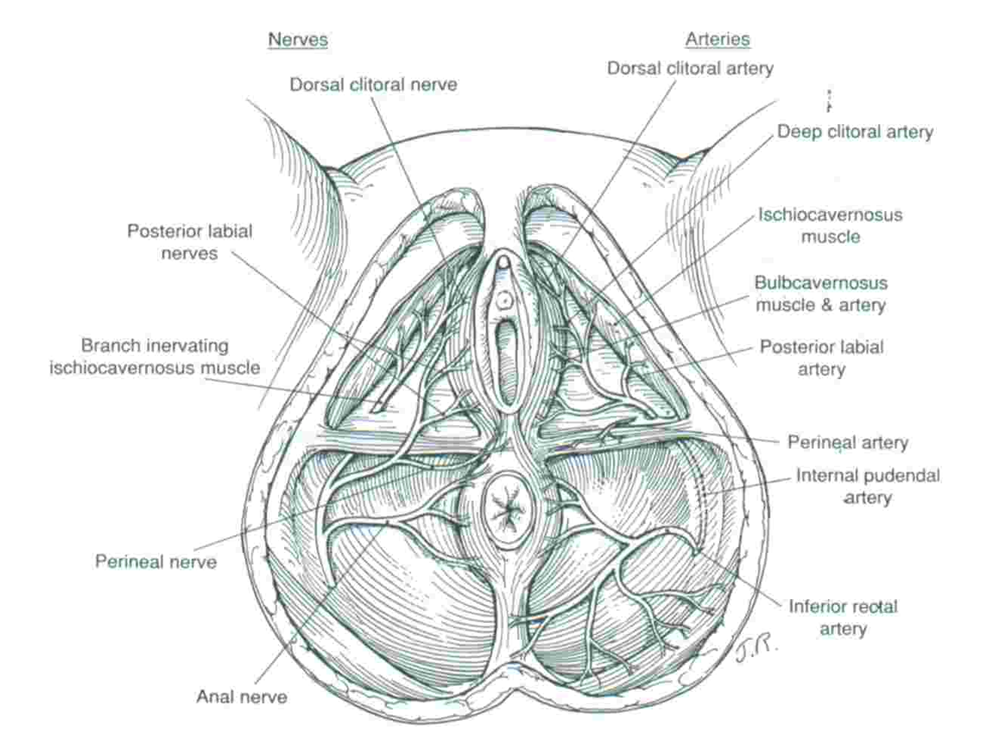 Nerves
Arteries
Dorsal clitoral nerve
Dorsal clitoral artery
Deep clitoral artery
Posterior labial
nerves
Ischiocavernosus
muscle
Bulbcavernosus
muscle & artery
Branch inervating
ischiocavernosus muscle
Posterior labial
artery
Perineal artery
Internal pudendal
artery
Perineal nerve
Inferior rectal
artery
J.R.
Anal nerve